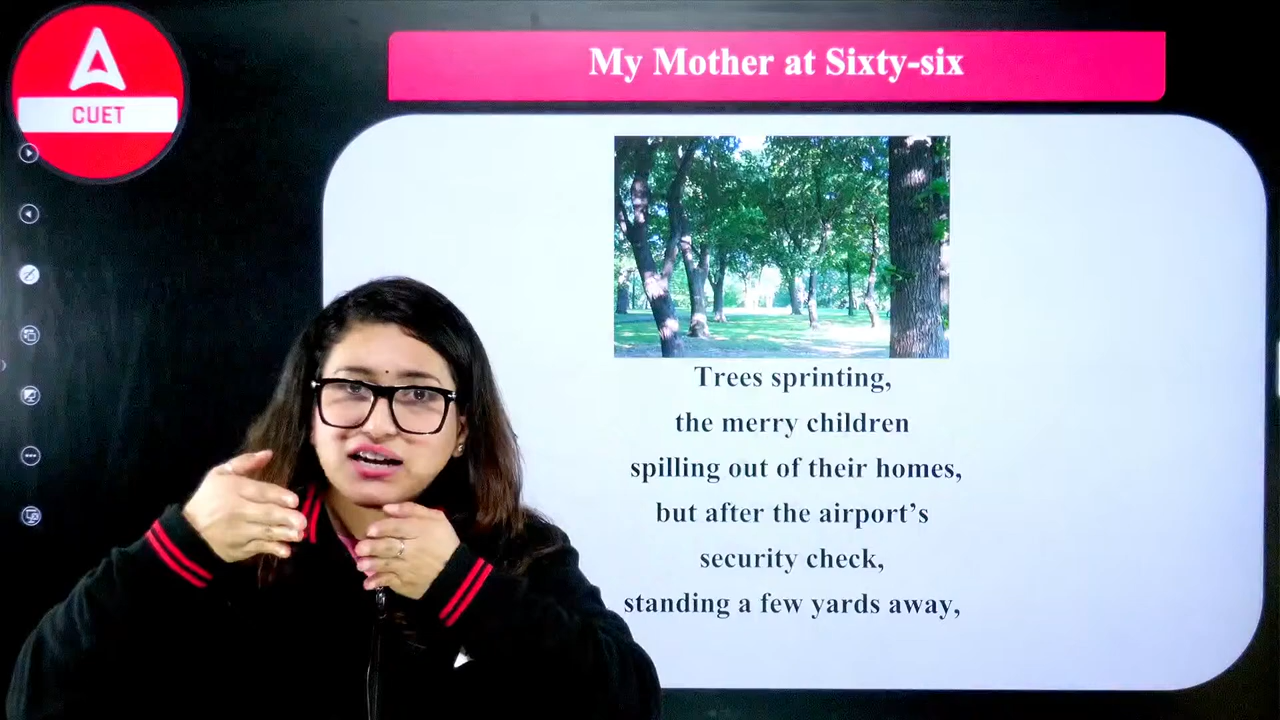 CUET
My Mother at Sixty-six
Trees sprinting,
the merry children
spilling out of their homes,
but after the airport’s
security check,
standing a few yards away,